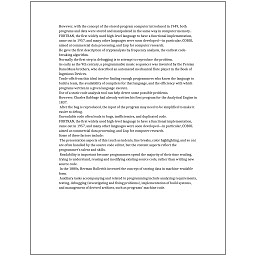 However, with the concept of the stored-program computer introduced in 1949, both
programs and data were stored and manipulated in the same way in computer memory.
FORTRAN, the first widely used high-level language to have a functional implementation,
came out in 1957, and many other languages were soon developed—in particular, COBOL
aimed at commercial data processing, and Lisp for computer research.
He gave the first description of cryptanalysis by frequency analysis, the earliest code-
breaking algorithm.
Normally the first step in debugging is to attempt to reproduce the problem.
As early as the 9th century, a programmable music sequencer was invented by the Persian
Banu Musa brothers, who described an automated mechanical flute player in the Book of
Ingenious Devices.
Trade-offs from this ideal involve finding enough programmers who know the language to
build a team, the availability of compilers for that language, and the efficiency with which
programs written in a given language execute.
Use of a static code analysis tool can help detect some possible problems.
However, Charles Babbage had already written his first program for the Analytical Engine in
1837.
After the bug is reproduced, the input of the program may need to be simplified to make it
easier to debug.
Unreadable code often leads to bugs, inefficiencies, and duplicated code.
FORTRAN, the first widely used high-level language to have a functional implementation,
came out in 1957, and many other languages were soon developed—in particular, COBOL
aimed at commercial data processing, and Lisp for computer research.
Some of these factors include:
The presentation aspects of this (such as indents, line breaks, color highlighting, and so on)
are often handled by the source code editor, but the content aspects reflect the
programmer's talent and skills.
Readability is important because programmers spend the majority of their time reading,
trying to understand, reusing and modifying existing source code, rather than writing new
source code.
In the 1880s, Herman Hollerith invented the concept of storing data in machine-readable
form.
Auxiliary tasks accompanying and related to programming include analyzing requirements,
testing, debugging (investigating and fixing problems), implementation of build systems,
and management of derived artifacts, such as programs' machine code.